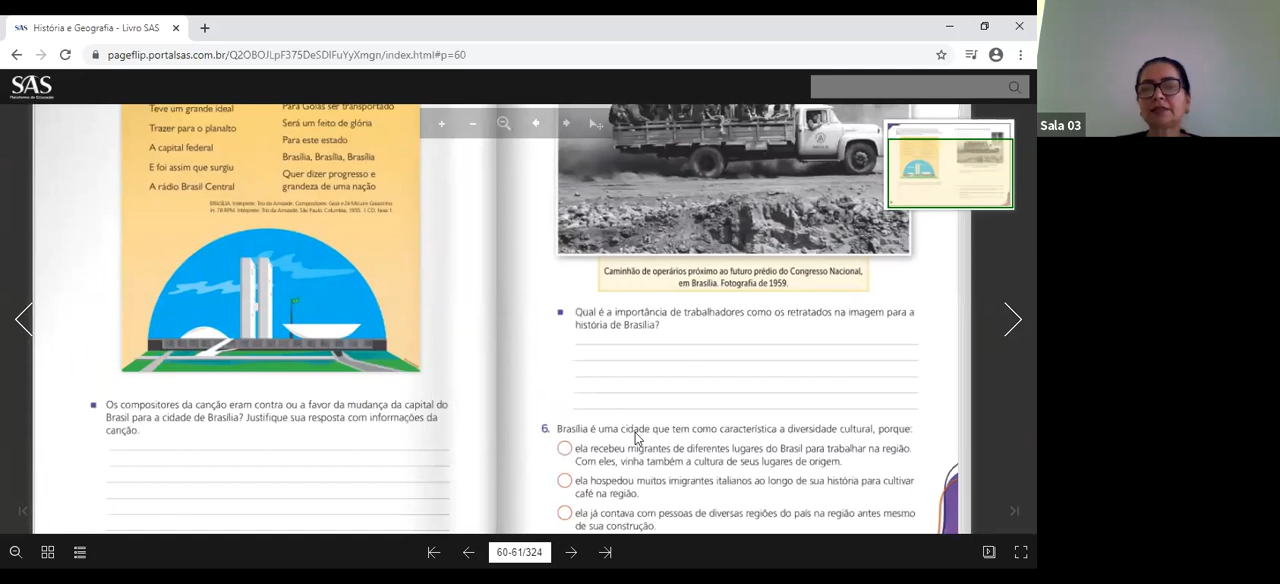 SAS História e Geografia - Livro SAS
pageflip.portalsas.com.br/Q2OBOJLpF375DeSDIFuYyXmgn/index.html#p=60
SAS
Sala 03
Teve um grande ideal
Trazer para o planalto
A capital federal
E foi assim que surgiu
A rádio Brasil Central
Para Goiás ser transportado
Será um feito de glória
Para este estado
Brasília, Brasília, Brasília
Quer dizer progresso e
grandeza de uma nação
Os compositores da canção eram contra ou a favor da mudança da capital do
Brasil para a cidade de Brasília? Justifique sua resposta com informações da
canção.
Caminhão de operários próximo ao futuro prédio do Congresso Nacional,
em Brasília. Fotografia de 1959.
Qual é a importância de trabalhadores como os retratados na imagem para a
história de Brasília?
6. Brasília é uma cidade que tem como característica a diversidade cultural, porque:
ela recebeu migrantes de diferentes lugares do Brasil para trabalhar na região.
Com eles, vinha também a cultura de seus lugares de origem.
ela hospedou muitos imigrantes italianos ao longo de sua história para cultivar
café na região.
ela já contava com pessoas de diversas regiões do país na região antes mesmo
de sua construção.
60-61/324